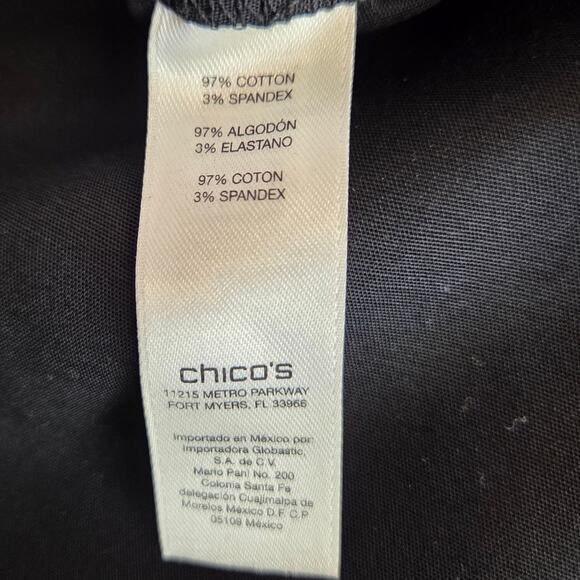 97% COTTON
3% SPANDEX
97% ALGODÓN
3% ELASTANO
97% COTON
3% SPANDEX
chico's
11215 METRO PARKWAY
FORT MYERS, FL 33966
Importado en México por:
Importadora Globastic,
S.A. de C.V.
Mario Pani No. 200
Colonia Santa Fe
delegación Cuajimalpa de
Morelos México D.F. C.P.
05109 México